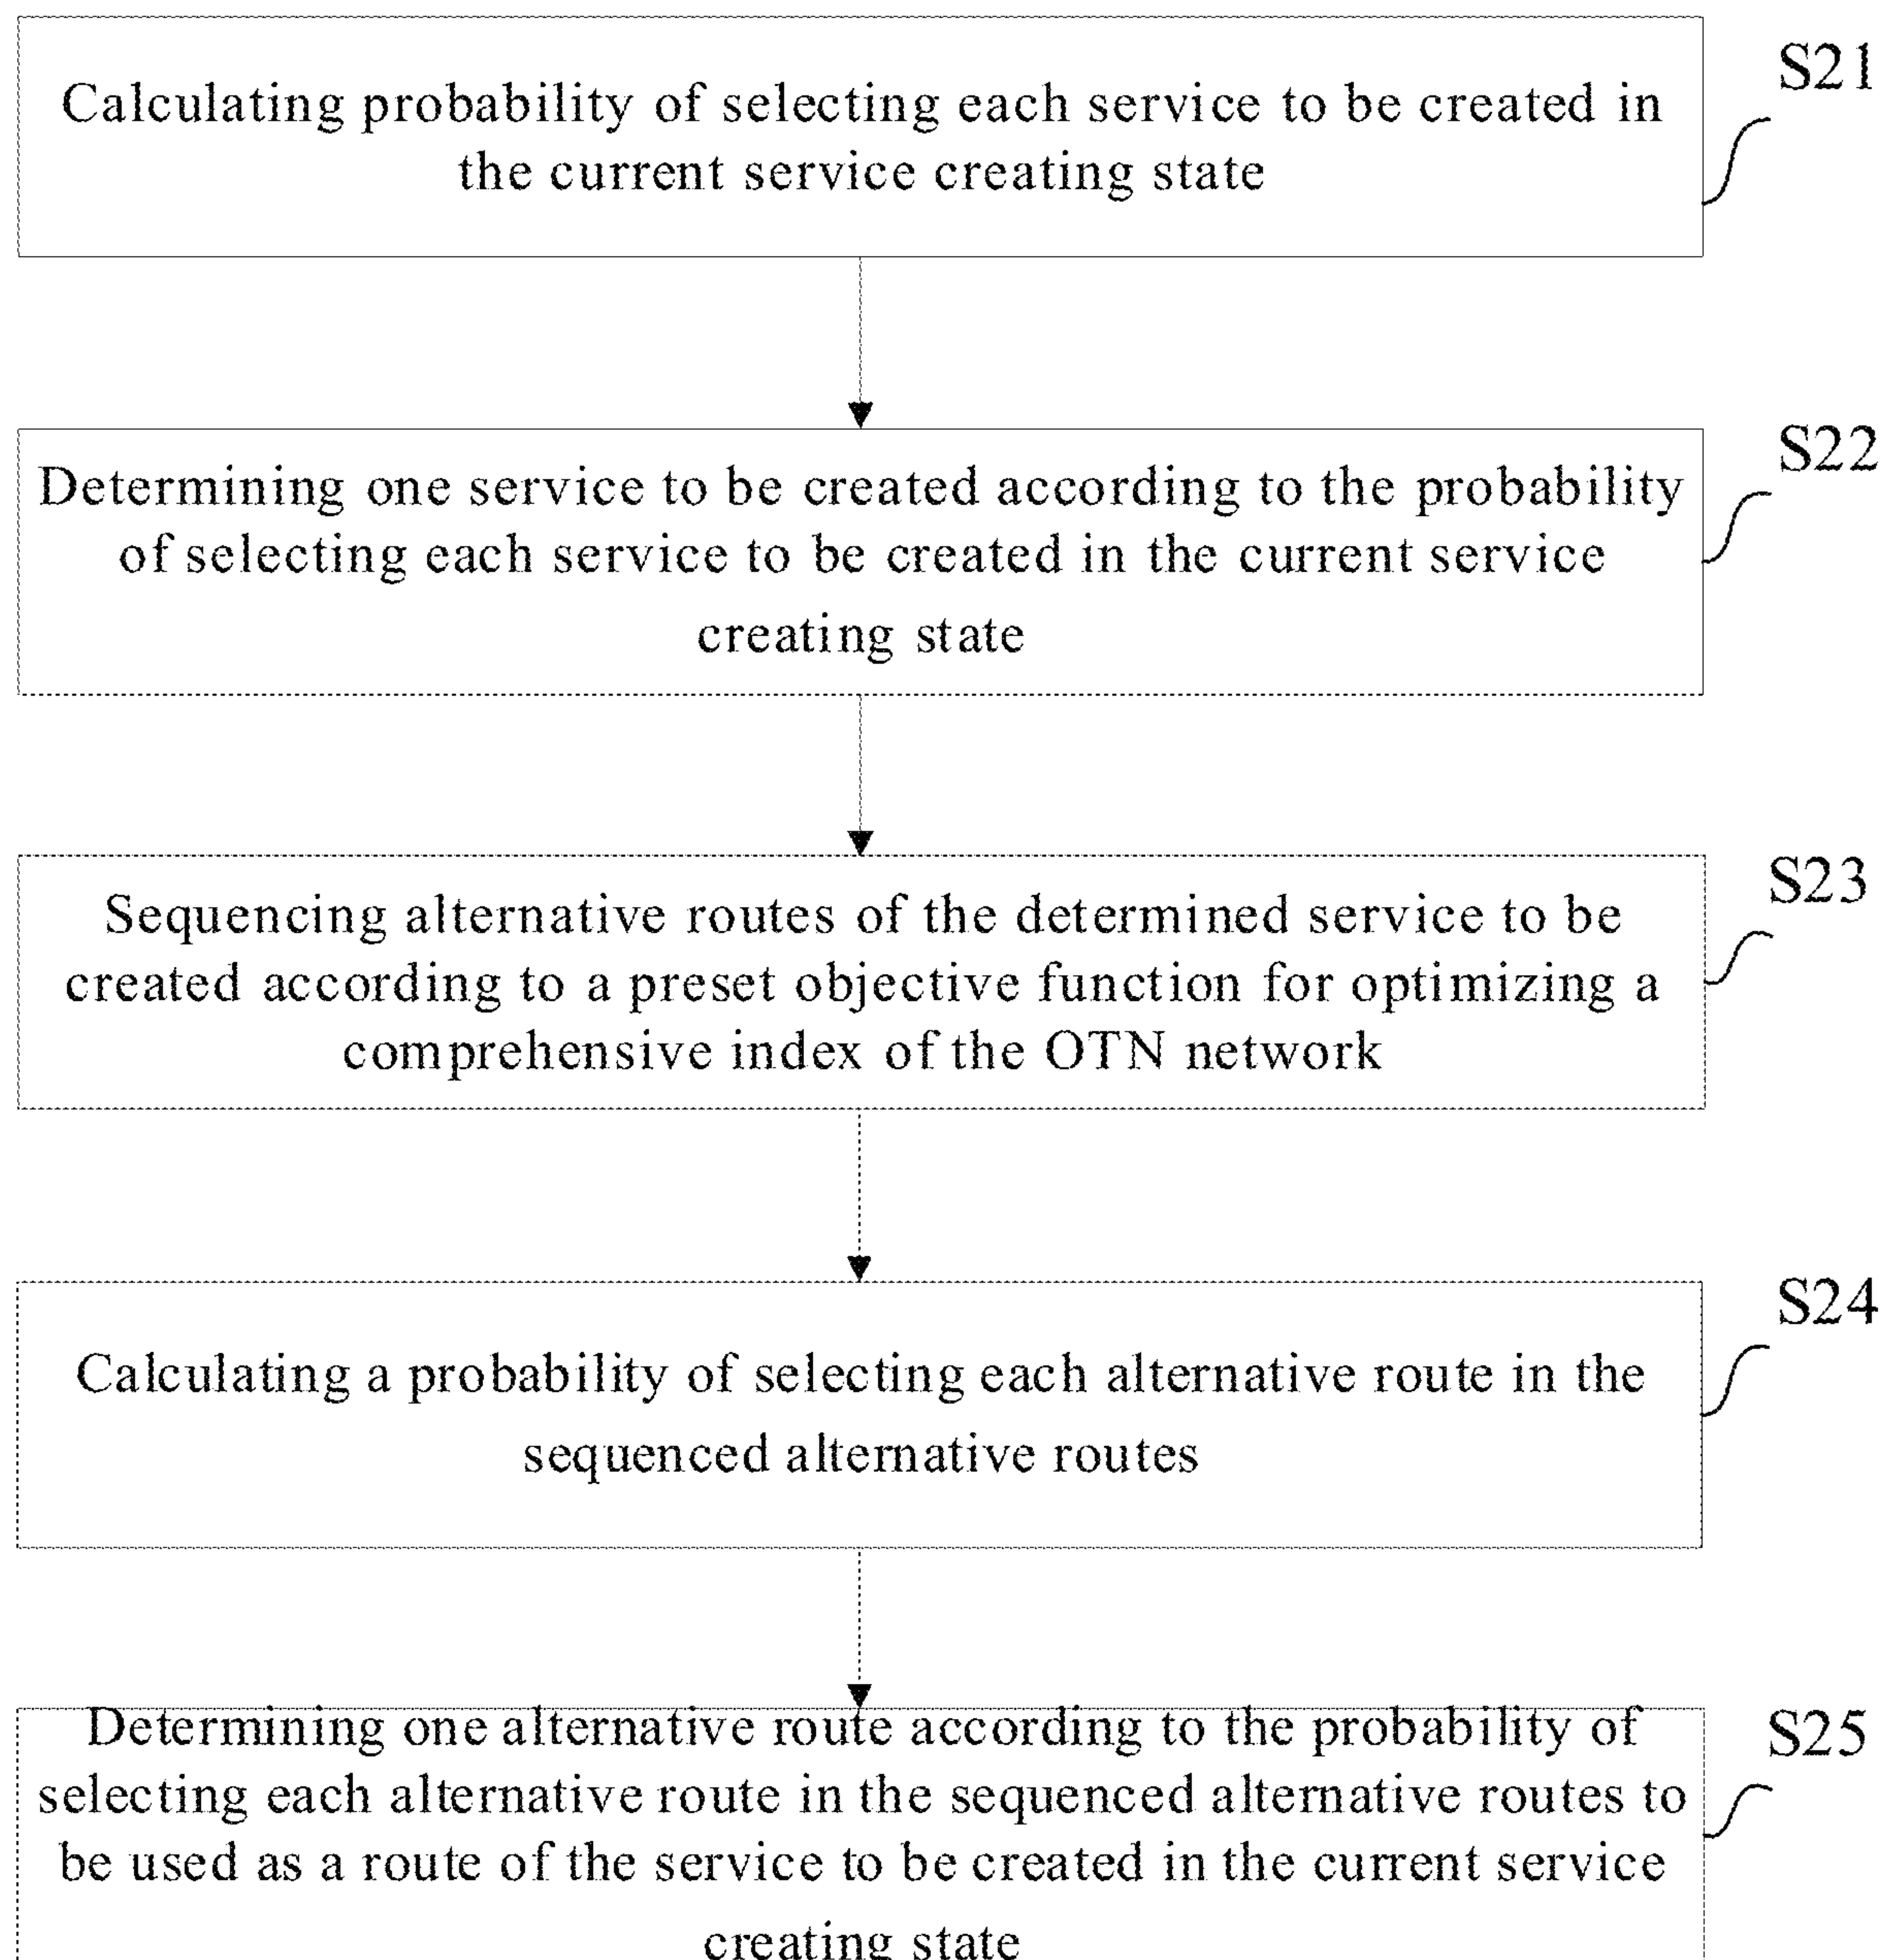 S21
Calculating probability of selecting each service to be created in
the current service creating state
S22
Determining one service to be created according to the probability
of selecting each service to be created in the current service
creating state
S23
Sequencing alternative routes of the determined service to be
created according to a preset objective function for optimizing a
comprehensive index of the OTN network
S24
Calculating a probability of selecting each alternative route in the
sequenced alternative routes
S25
Determining one alternative route according to the probability of
selecting each alternative route in the sequenced alternative routes to
be used as a route of the service to be created in the current service
creating state